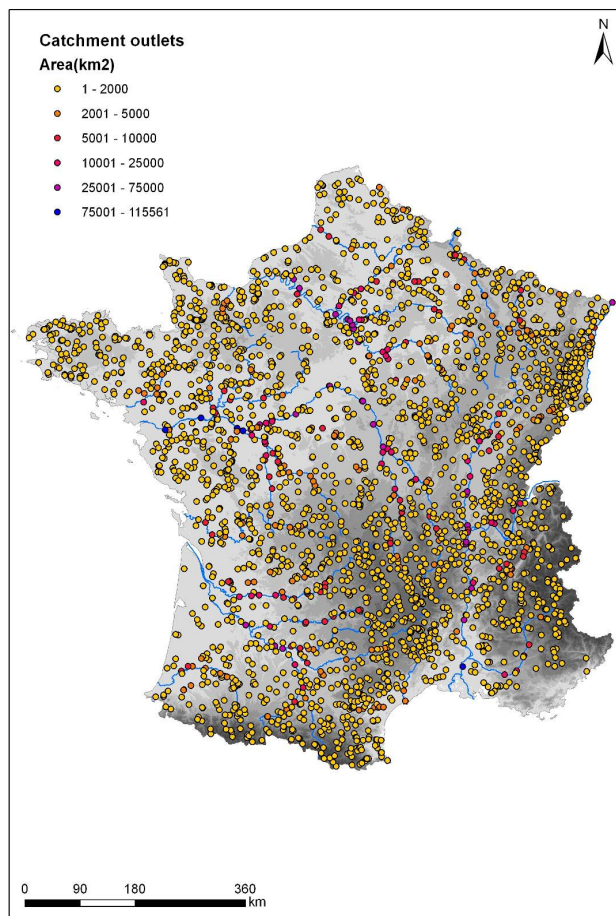 Catchment outlets
Area(km2)
1 - 2000
2001 - 5000
5001 - 10000
10001 - 25000
25001 - 75000
75001 - 115561
N
0 90 180 360
km